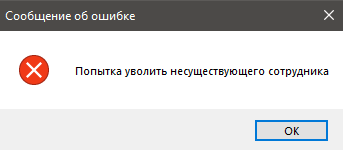 Сообщение об ошибке
Попытка уволить несуществующего сотрудника
OK